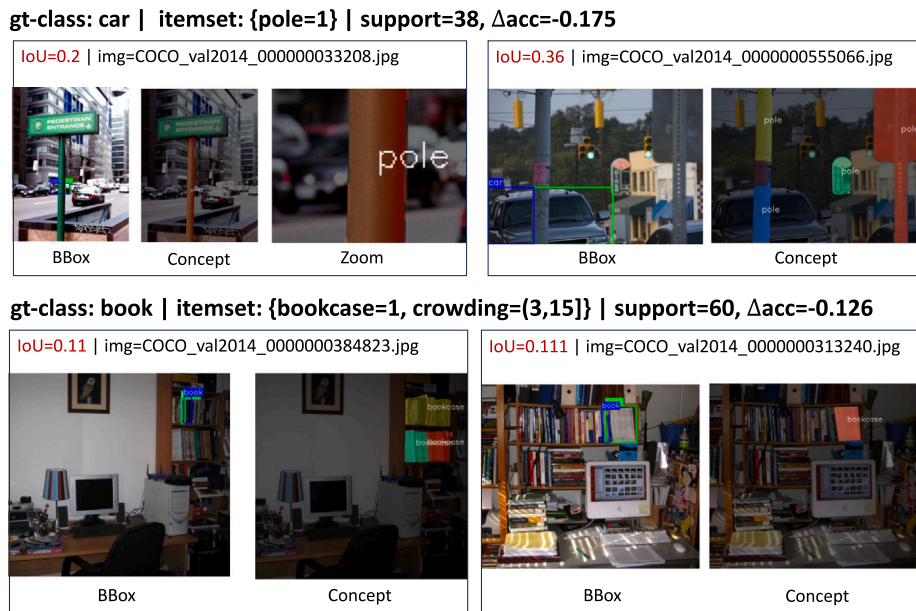 gt-class: car | itemset: {pole=1} | support=38, Δacc=-0.175
IoU=0.2 | img=COCO_val2014_000000033208.jpg
PEDESTRIAN
ENTRANCE
pole
BBox
Concept
Zoom
IoU=0.36 | img=COCO_val2014_0000000555066.jpg
car
pole
pole
pole
BBox
Concept
gt-class: book | itemset: {bookcase=1, crowding=(3,15]} | support=60, Δacc=-0.126
IoU=0.11 | img=COCO_val2014_0000000384823.jpg
book
bookcase
BBox
Concept
IoU=0.111 | img=COCO_val2014_0000000313240.jpg
book
bookcase
BBox
Concept